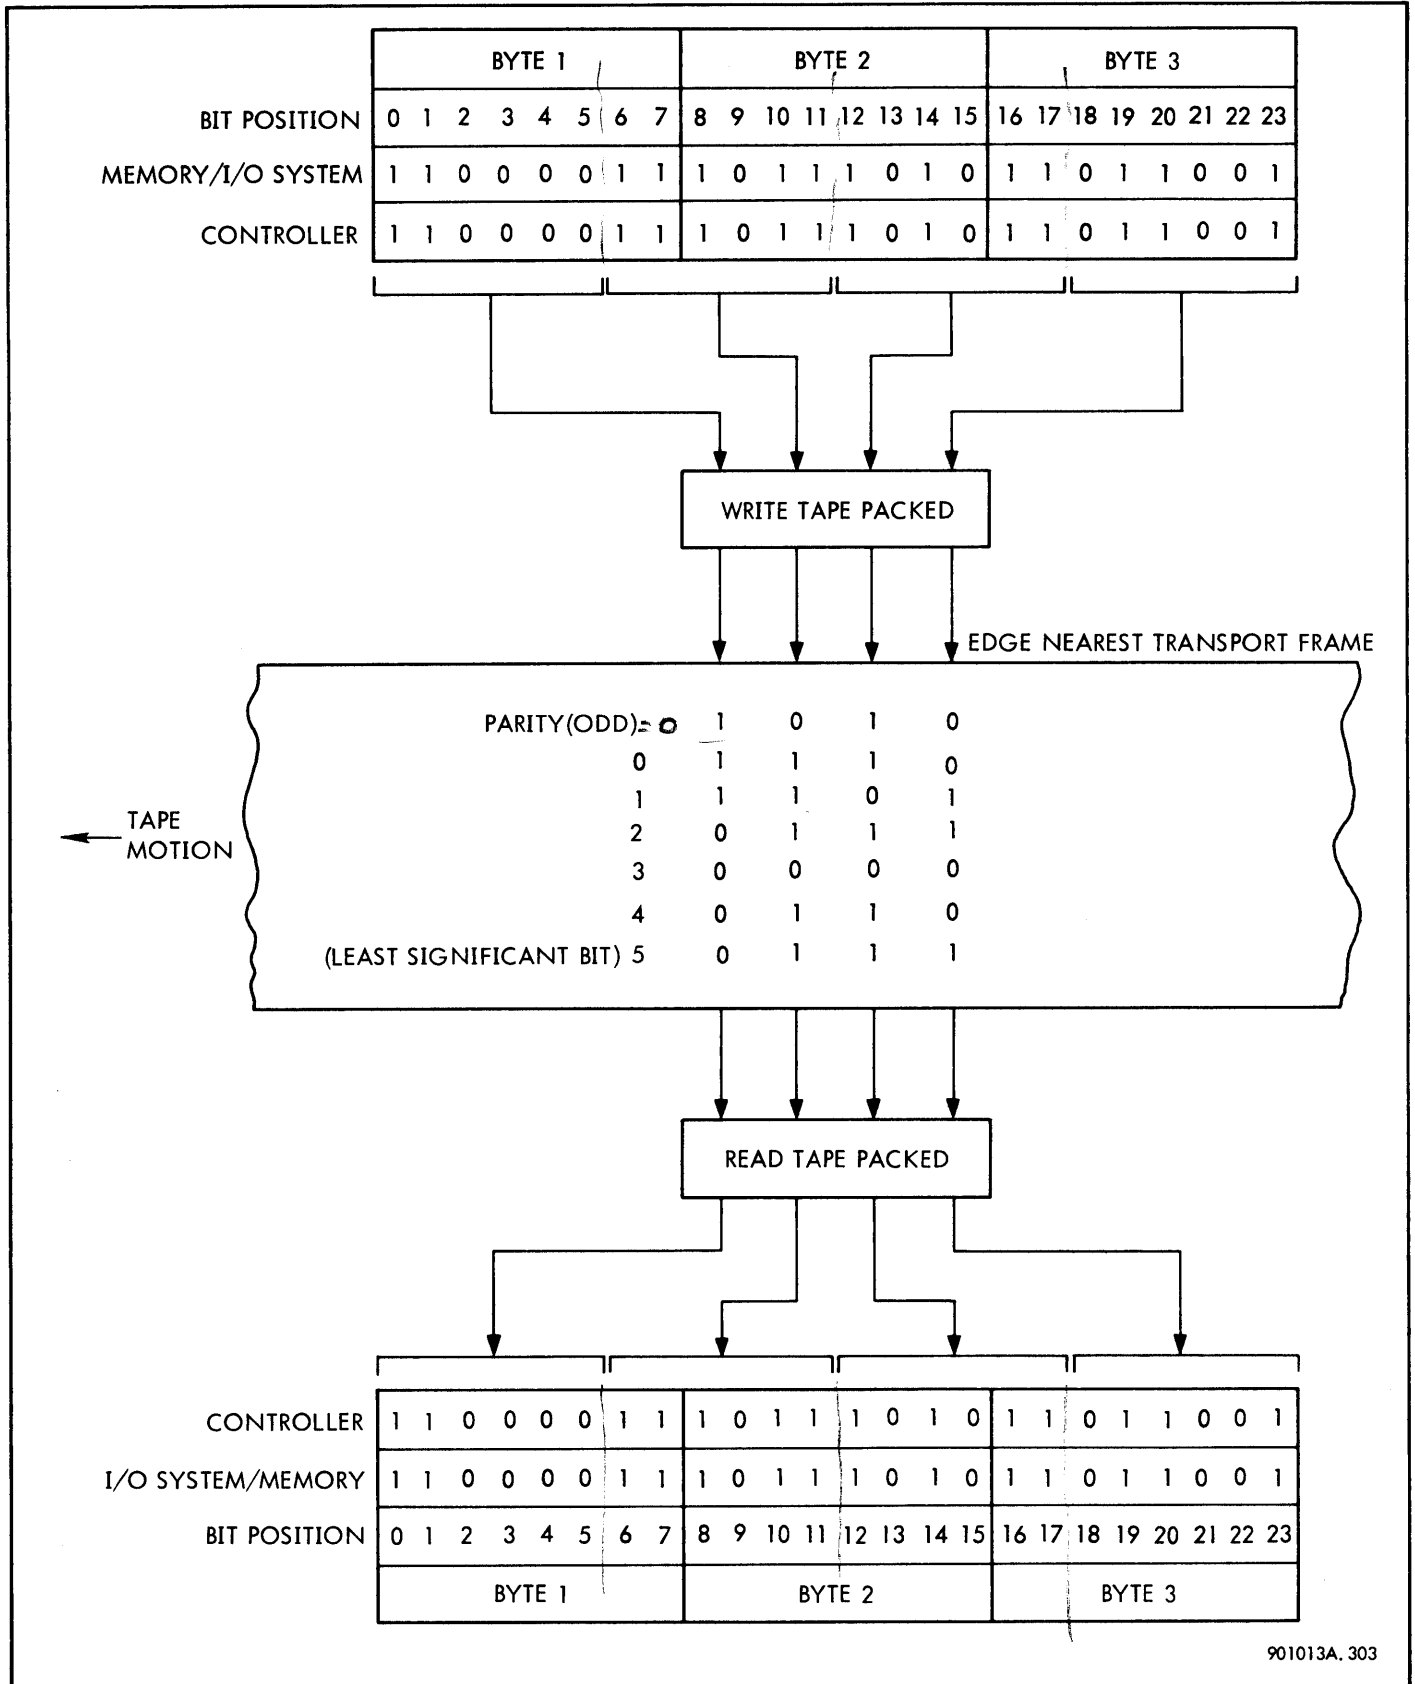 BYTE 1 BYTE 2 BYTE 3
BIT POSITION 0 1 2 3 4 5 6 7 8 9 10 11 12 13 14 15 16 17 18 19 20 21 22 23
MEMORY/I/O SYSTEM 1 1 0 0 0 0 1 1 1 0 1 1 1 0 1 0 1 1 0 1 1 0 0 1
CONTROLLER 1 1 0 0 0 0 1 1 1 0 1 1 1 0 1 0 1 1 0 1 1 0 0 1
WRITE TAPE PACKED
EDGE NEAREST TRANSPORT FRAME
PARITY(ODD)=0 1 0 1 0
0 1 1 1 0
1 1 1 0 1
TAPE
MOTION
2 0 1 1 1
3 0 0 0 0
4 0 1 1 0
(LEAST SIGNIFICANT BIT) 5 0 1 1 1
READ TAPE PACKED
CONTROLLER 1 1 0 0 0 0 1 1 1 0 1 1 1 0 1 0 1 1 0 1 1 0 0 1
I/O SYSTEM/MEMORY 1 1 0 0 0 0 1 1 1 0 1 1 1 0 1 0 1 1 0 1 1 0 0 1
BIT POSITION 0 1 2 3 4 5 6 7 8 9 10 11 12 13 14 15 16 17 18 19 20 21 22 23
BYTE 1 BYTE 2 BYTE 3
901013A. 303